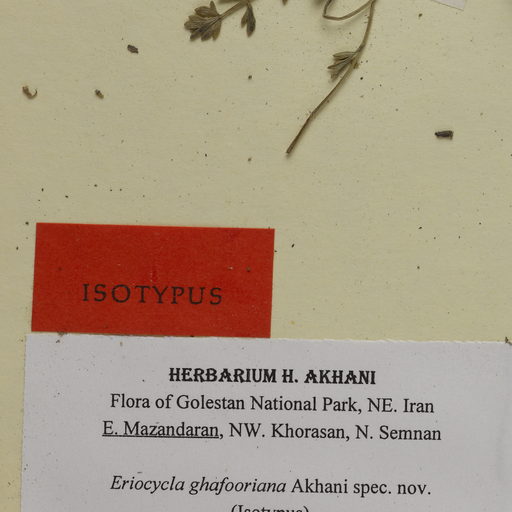 ISOTYPUS
HERBARIUM H. AKHANI
Flora of Golestan National Park, NE. Iran
E. Mazandaran, NW. Khorasan, N. Semnan
Eriocycla ghafooriana Akhani spec. nov.
(Isotypus)